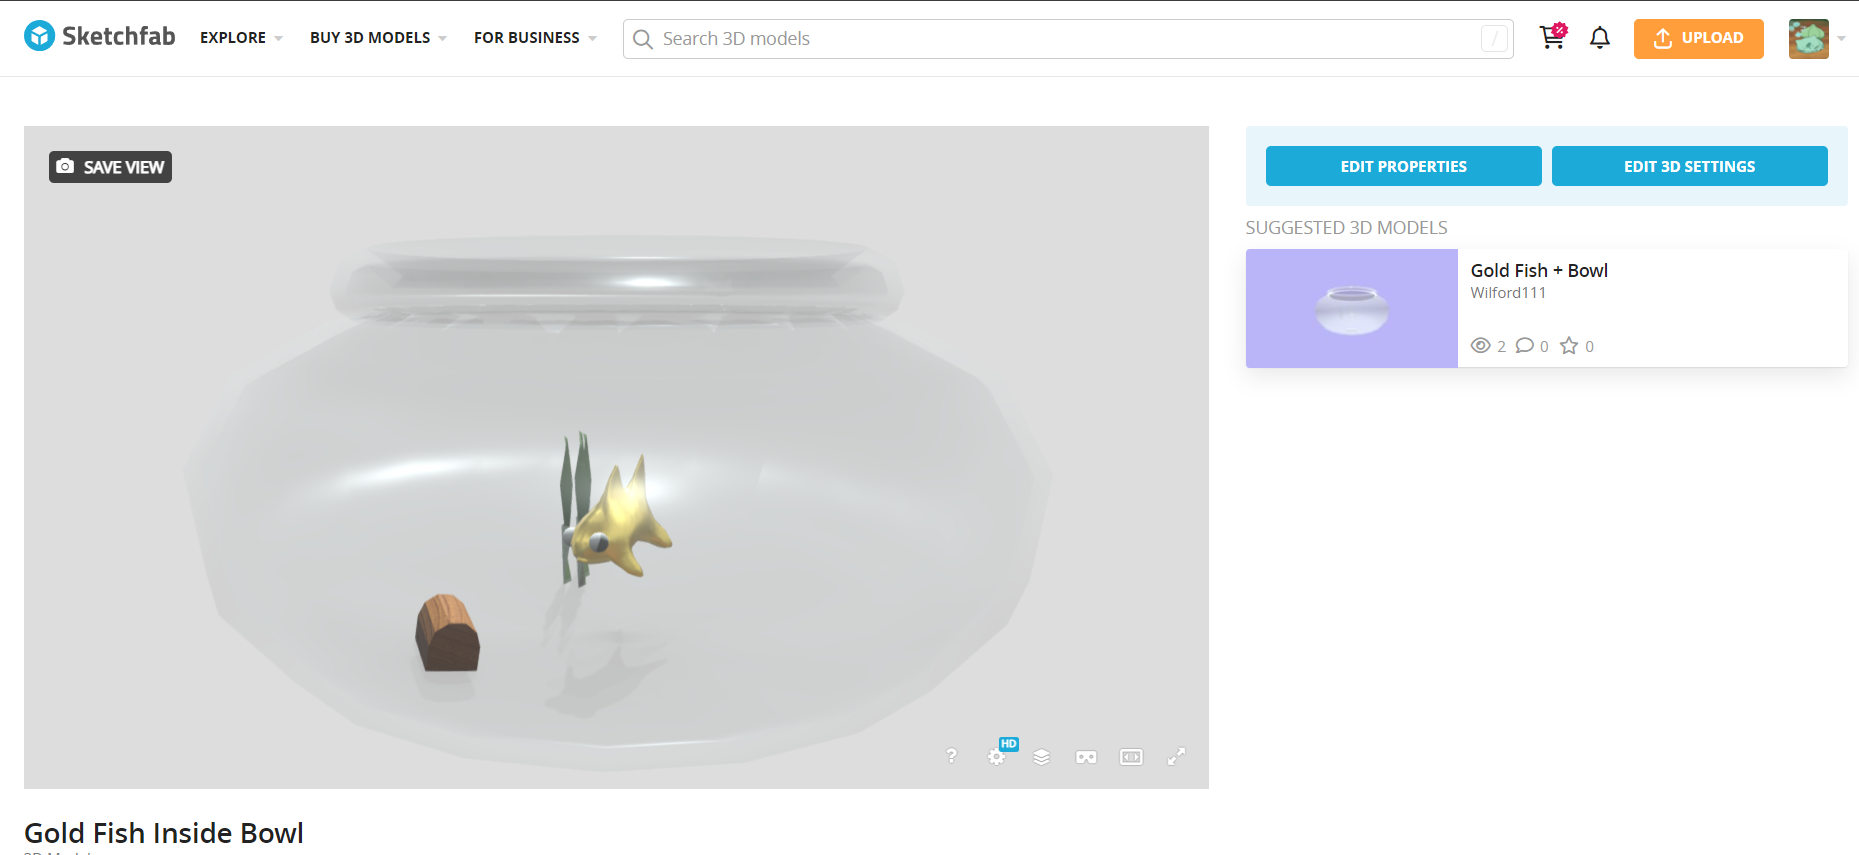 Sketchfab EXPLORE BUY 3D MODELS FOR BUSINESS Search 3D models / % UPLOAD
SAVE VIEW
EDIT PROPERTIES EDIT 3D SETTINGS
SUGGESTED 3D MODELS
Gold Fish + Bowl
Wilford111
2 0 0
? HD
Gold Fish Inside Bowl